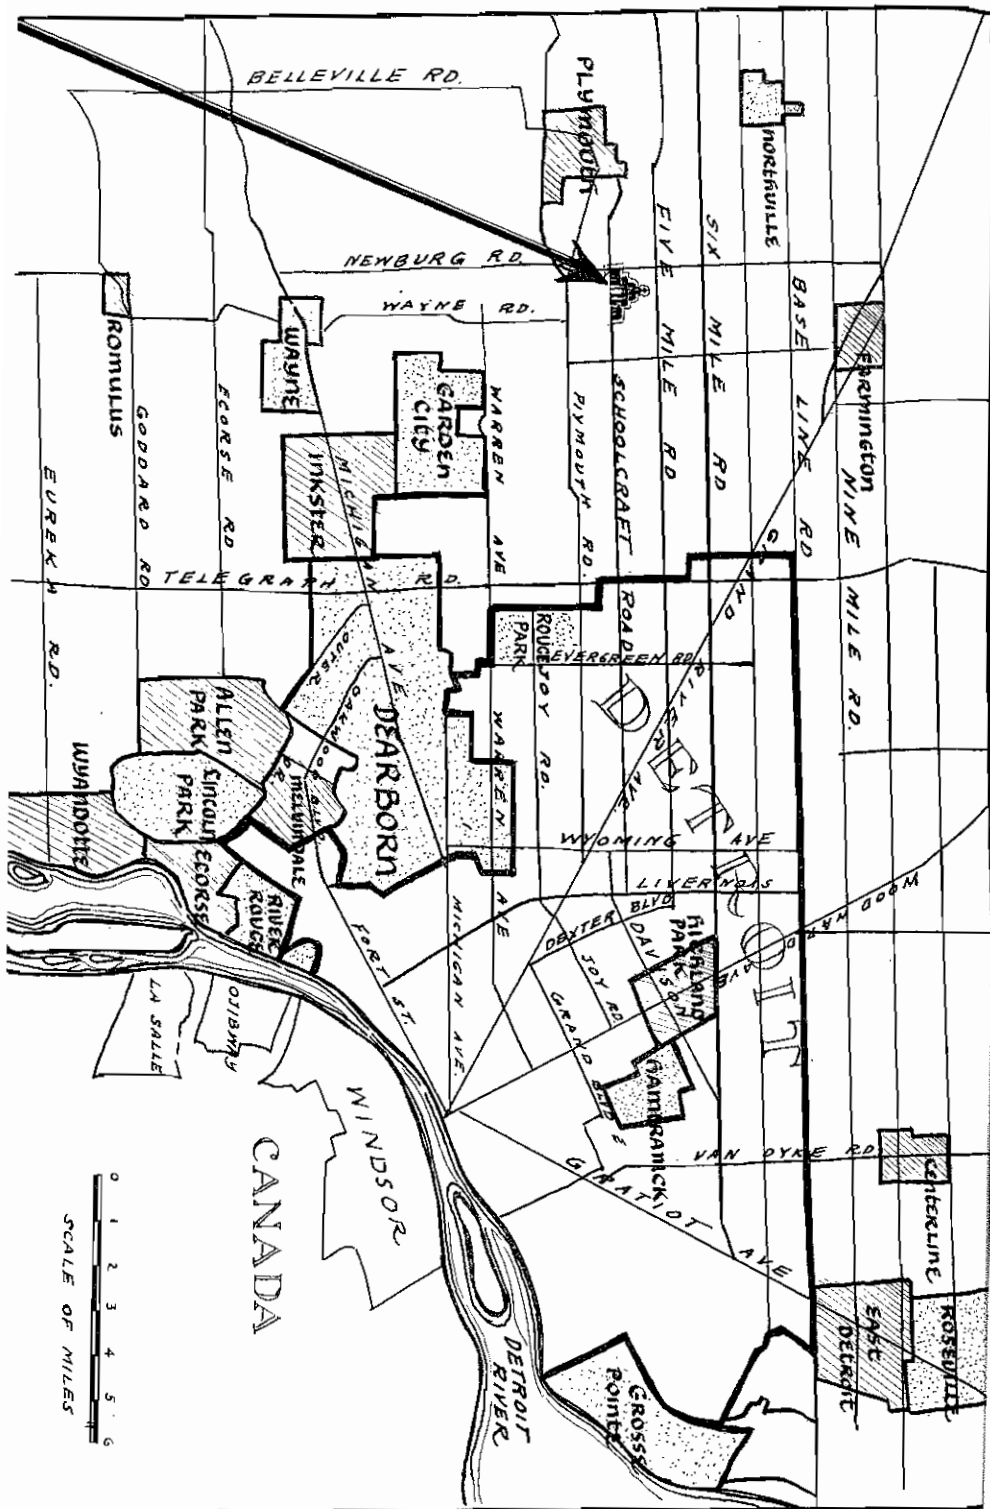 BELLEVILLE RD.
PLYMOUTH
NORTHVILLE
NEWBURG RD.
WAYNE RD.
FIVE MILE RD
SIX MILE RD
BASE LINE RD
FARMINGTON
NINE MILE RD.
SCHOOLCRAFT ROAD
PLYMOUTH RD.
WARREN AVE
GARDEN
CITY
WAYNE
ROMULUS
INKSTER
MICHIGAN AVE
ECORSE RD
GODDARD RD
EUREKA RD.
TELEGRAPH RD.
GRAND RIVER AVE
ROUGE
PARK
EVERGREEN RD
JOY RD.
DETROIT
OUTER DR
OAKWOOD BLVD
DEARBORN
WARREN AVE
ALLEN
PARK
LINCOLN
PARK
MELVINDALE
WYANDOTTE
ECORSE
RIVER
ROUGE
WYOMING AVE
LIVERNOIS
DEXTER BLVD
DAVISON
HIGHLAND
PARK
WOODWARD AVE
JOY RD.
GRAND BLVD E
HAMTRAMCK
FORT ST.
MICHIGAN AVE.
LA SALLE
OJIBWAY
WINDSOR
CANADA
VAN DYKE RD
GRATIOT AVE
CENTERLINE
EAST
DETROIT
ROSEVILLE
GROSSE
POINTE
DETROIT
RIVER
0 1 2 3 4 5 6
SCALE OF MILES